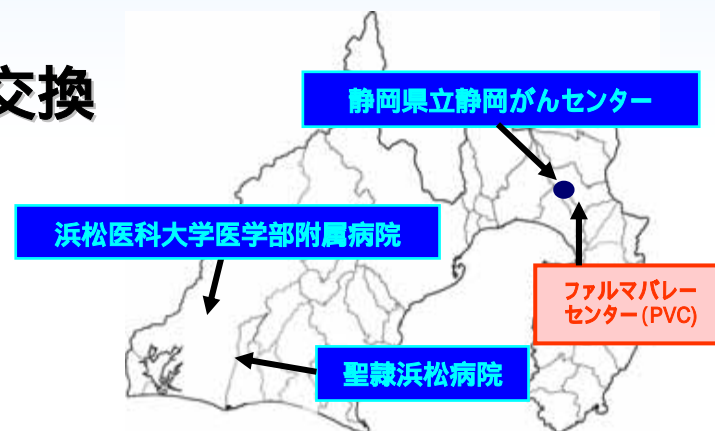 交換
静岡県立静岡がんセンター
浜松医科大学医学部附属病院
ファルマバレー
センター(PVC)
聖隷浜松病院